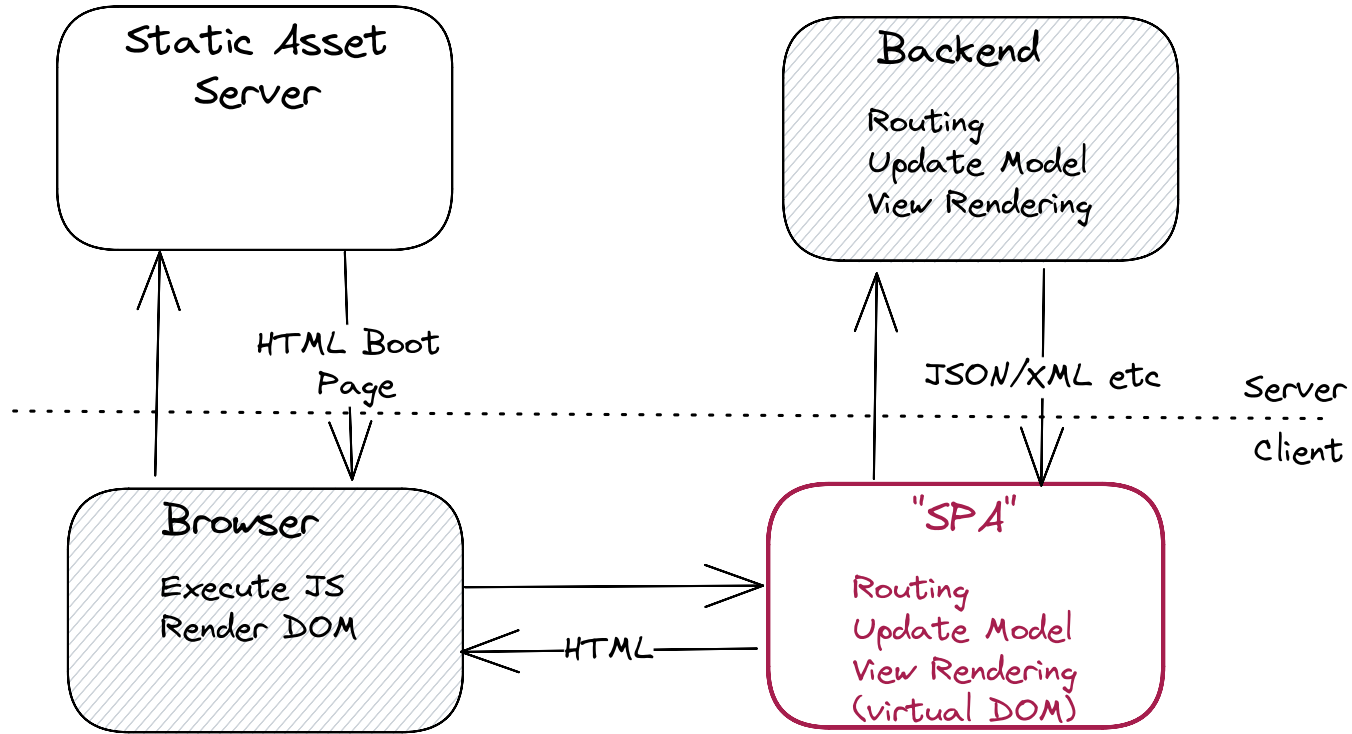 Static Asset
Server
Backend
Routing
Update Model
View Rendering
HTML Boot
Page
JSON/XML etc
Server
Client
Browser
Execute JS
Render DOM
HTML
"SPA"
Routing
Update Model
View Rendering
(virtual DOM)